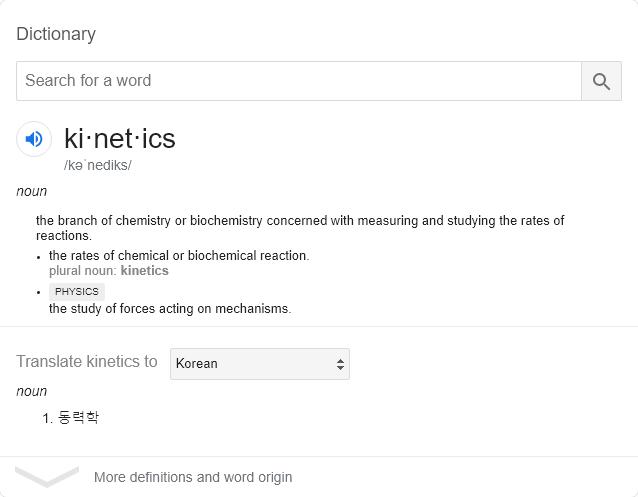 Dictionary
Search for a word
ki·net·ics
/kəˈnediks/
noun
the branch of chemistry or biochemistry concerned with measuring and studying the rates of
reactions.
• the rates of chemical or biochemical reaction.
plural noun: kinetics
• PHYSICS
the study of forces acting on mechanisms.
Translate kinetics to Korean
noun
1. 동력학
More definitions and word origin